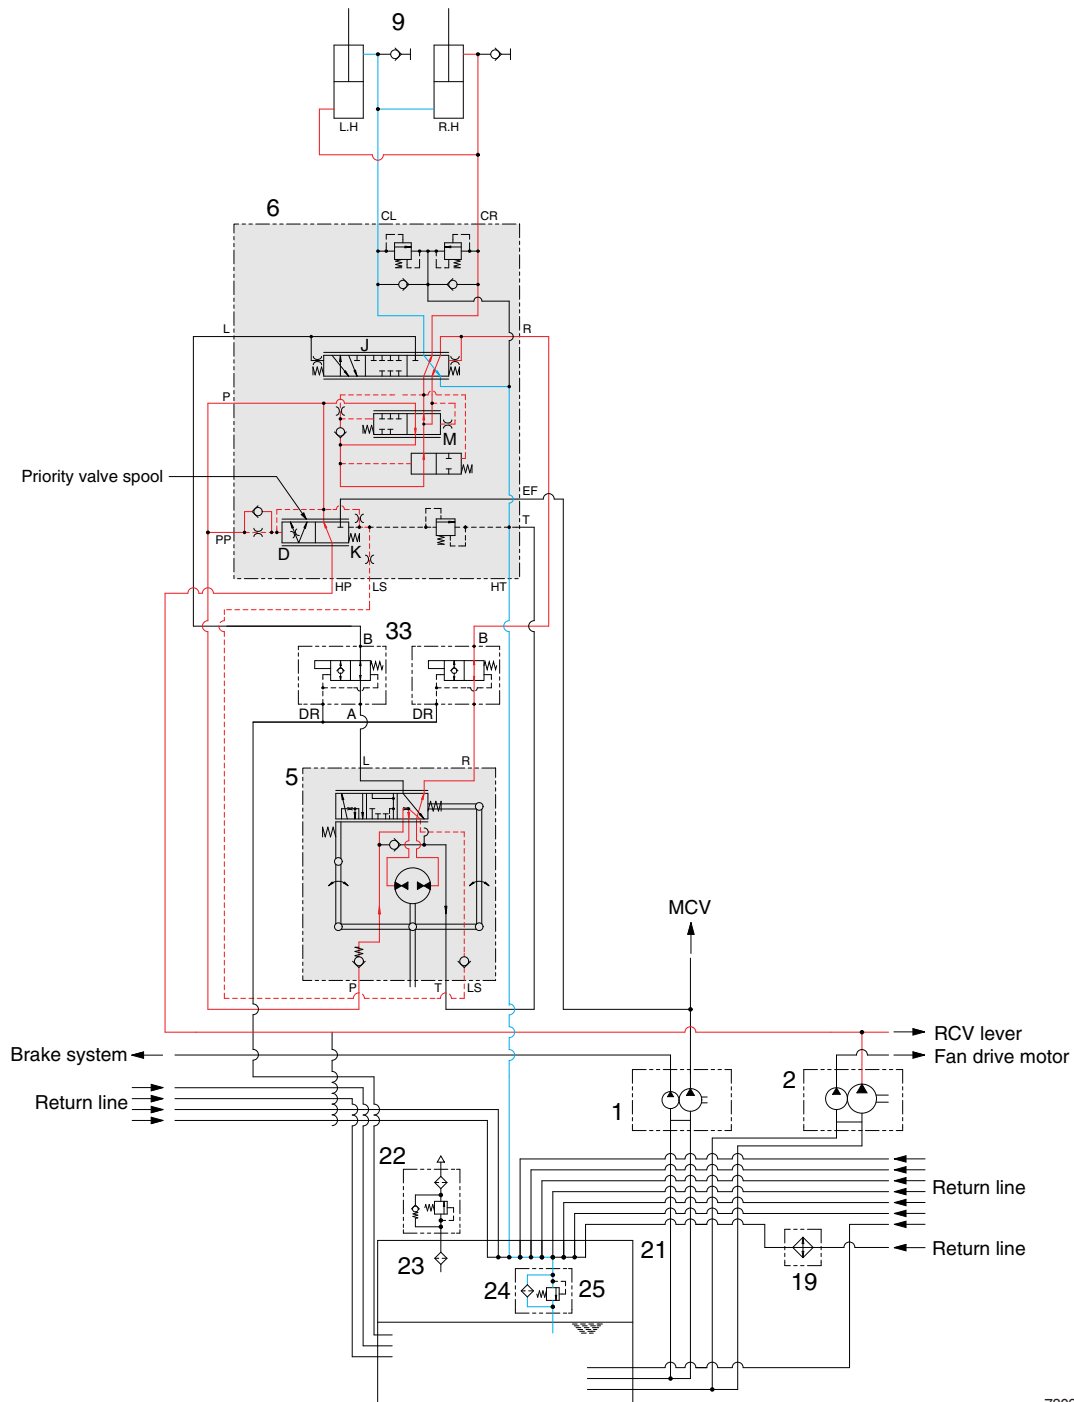 9
L.H
R.H
6
CL
CR
L
R
J
P
M
Priority valve spool
EF
T
PP
D
K
HP
LS
HT
B
33
B
DR
A
DR
L
R
5
P
T
LS
MCV
RCV lever
Brake system
Fan drive motor
1
2
Return line
22
Return line
21
23
Return line
24
25
19